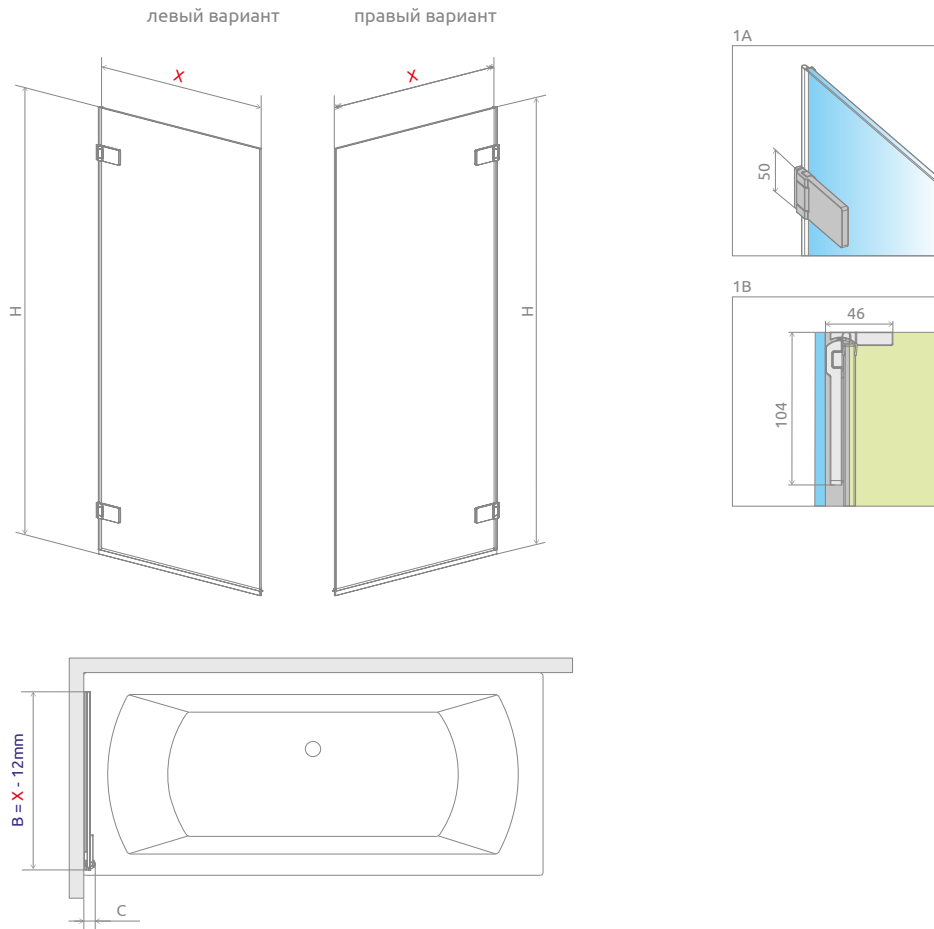 левый вариант
правый вариант
X
X
H
H
1A
50
1B
46
104
B = X - 12mm
C